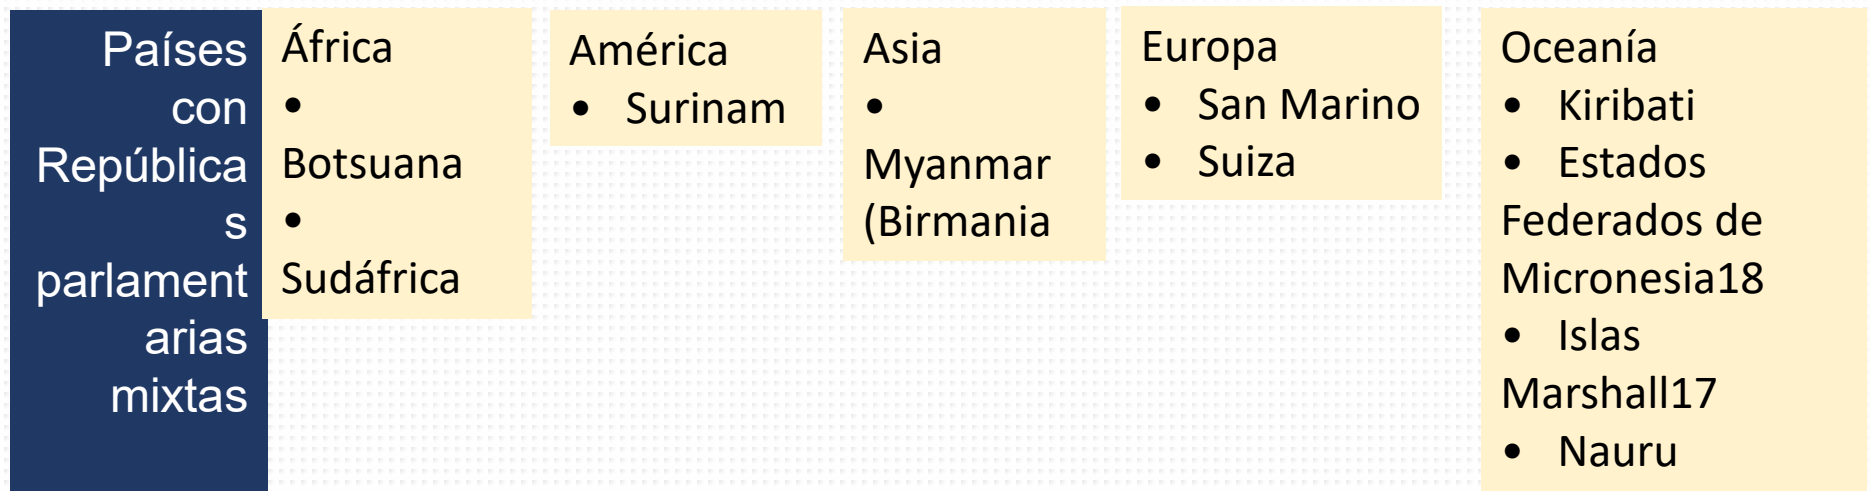 Países
con
República
s
parlament
arias
mixtas
África
•
Botsuana
•
Sudáfrica
América
• Surinam
Asia
•
Myanmar
(Birmania
Europa
• San Marino
• Suiza
Oceanía
• Kiribati
• Estados
Federados de
Micronesia18
• Islas
Marshall17
• Nauru